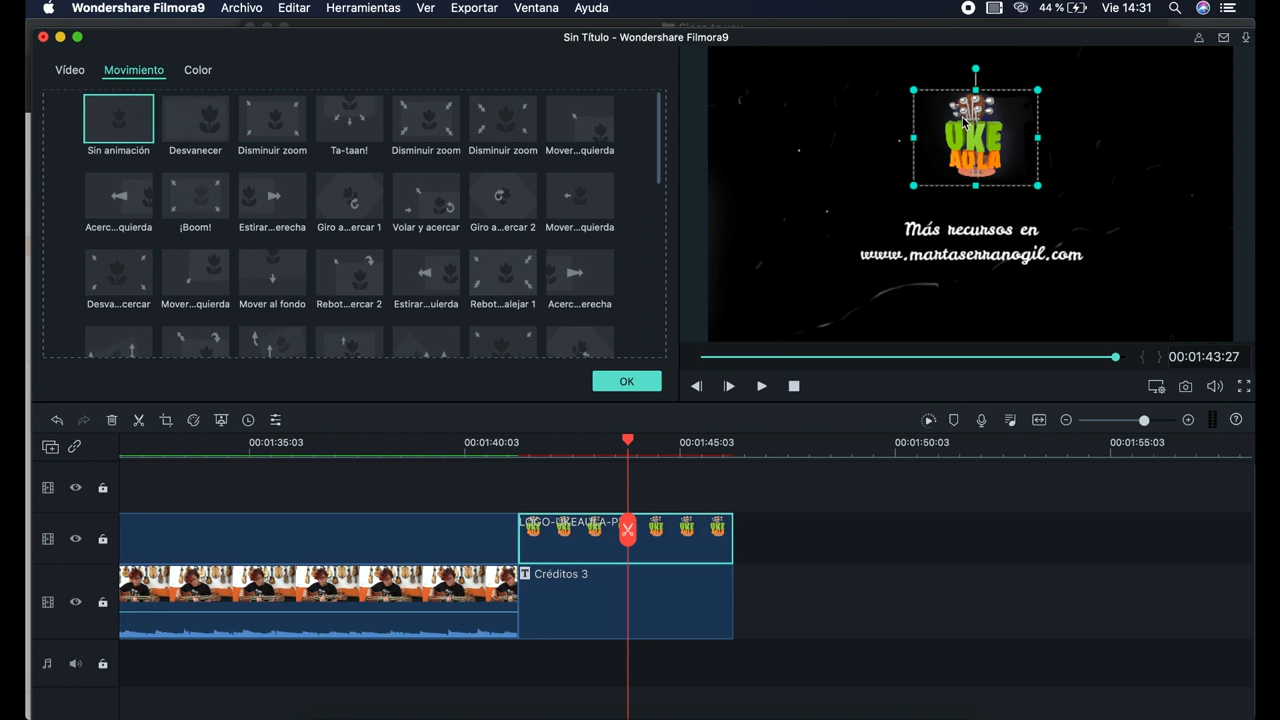 Wondershare Filmora9 Archivo Editar Herramientas Ver Exportar Ventana Ayuda 44 % Vie 14:31
Sin Título - Wondershare Filmora9
Vídeo Movimiento Color
Sin animación Desvanecer Disminuir zoom Ta-taan! Disminuir zoom Disminuir zoom Mover...quierda
Acerc...quierda ¡Boom! Estirar...erecha Giro a...ercar 1 Volar y acercar Giro a...ercar 2 Mover...quierda
Desva...cercar Mover...quierda Mover al fondo Rebot...ercar 2 Estirar...uierda Rebot...alejar 1 Acerc...erecha
OK
UKE
AULA
Más recursos en
www.martaserranogil.com
00:01:43:27
00:01:35:03 00:01:40:03 00:01:45:03 00:01:50:03 00:01:55:03
LOGO-UKEAULA-P
T Créditos 3